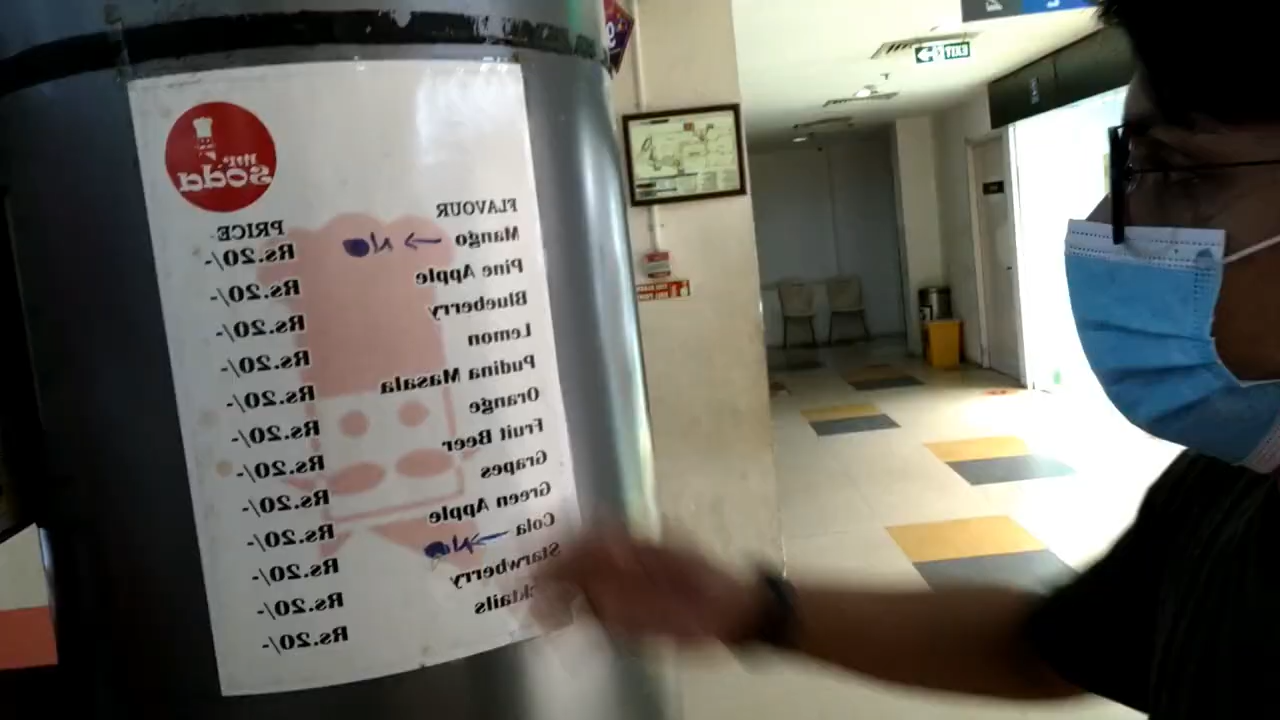 mr.
soda
FLAVOUR PRICE
Mango Rs.20/-
Pine Apple Rs.20/-
Blueberry Rs.20/-
Lemon Rs.20/-
Pudina Masala Rs.20/-
Orange Rs.20/-
Fruit Beer Rs.20/-
Grapes Rs.20/-
Green Apple Rs.20/-
Cola Rs.20/-
Starwberry Rs.20/-
cktails Rs.20/-
EXIT